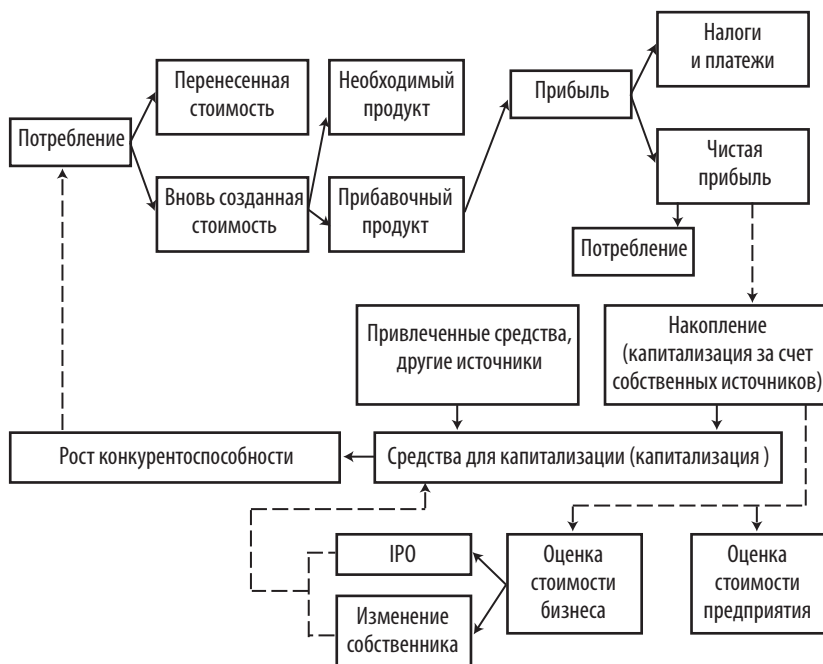 Налоги
и платежи
Перенесенная
стоимость
Необходимый
продукт
Прибыль
Потребление
Чистая
прибыль
Вновь созданная
стоимость
Прибавочный
продукт
Потребление
Привлеченные средства,
другие источники
Накопление
(капитализация за счет
собственных источников)
Рост конкурентоспособности
Средства для капитализации (капитализация )
IPO
Оценка
стоимости
бизнеса
Оценка
стоимости
предприятия
Изменение
собственника